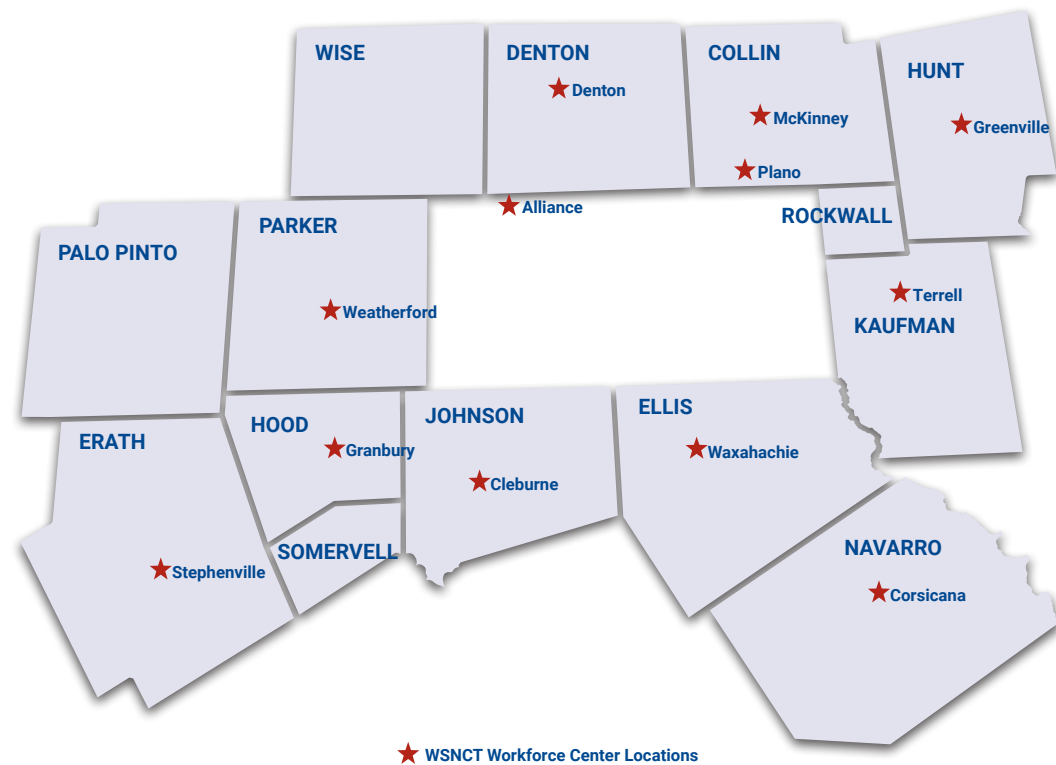 WISE
DENTON
COLLIN
HUNT
Denton
McKinney
Greenville
Plano
Alliance
ROCKWALL
PARKER
PALO PINTO
Terrell
Weatherford
KAUFMAN
ELLIS
JOHNSON
HOOD
ERATH
Granbury
Waxahachie
Cleburne
NAVARRO
SOMERVELL
Stephenville
Corsicana
WSNCT Workforce Center Locations